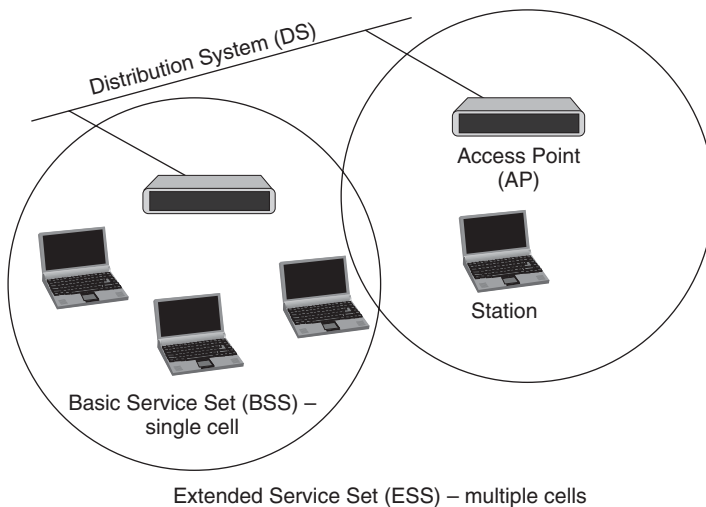 Distribution System (DS)
Access Point
(AP)
Station
Basic Service Set (BSS) –
single cell
Extended Service Set (ESS) – multiple cells